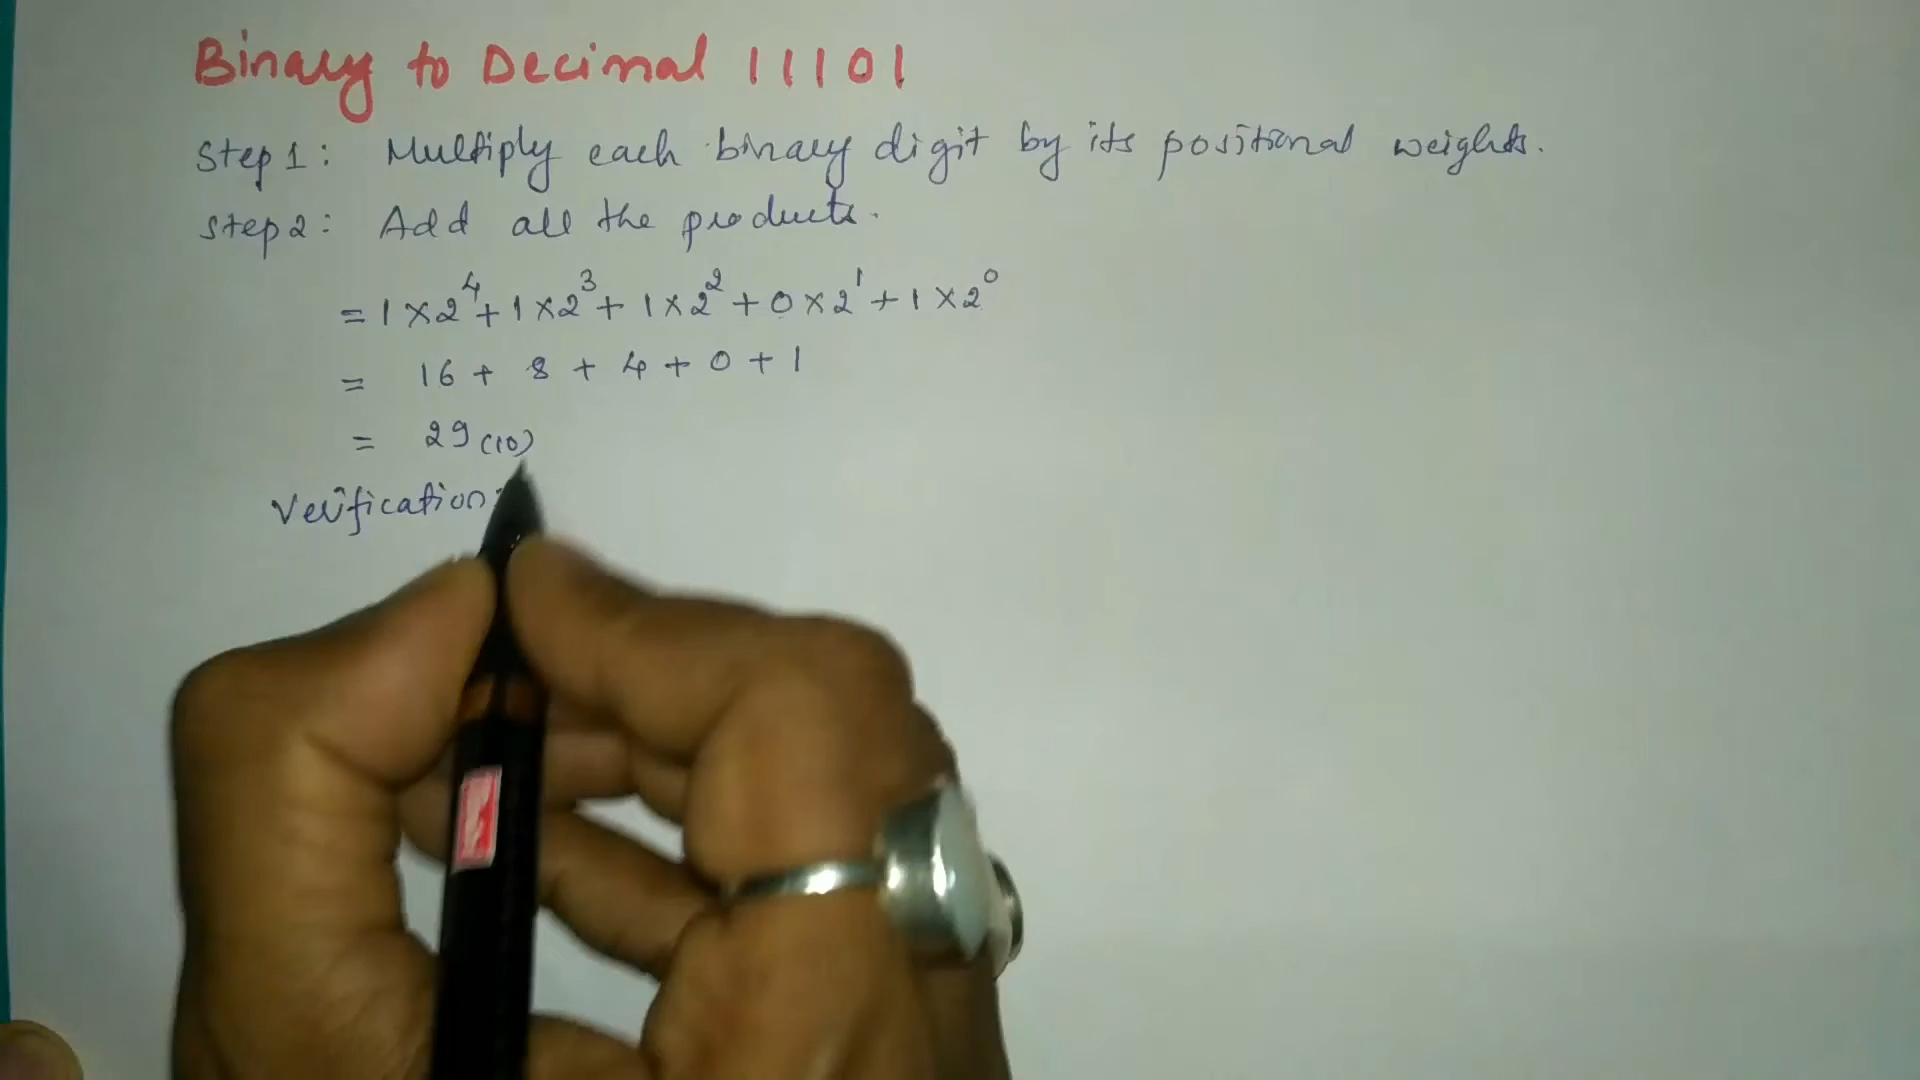 Binary to Decimal 11101
Step 1: Multiply each binary digit by its positional weights.
Step 2: Add all the products.
= 1 × 2⁴ + 1 × 2³ + 1 × 2² + 0 × 2¹ + 1 × 2⁰
= 16 + 8 + 4 + 0 + 1
= 29 (10)
Verification: